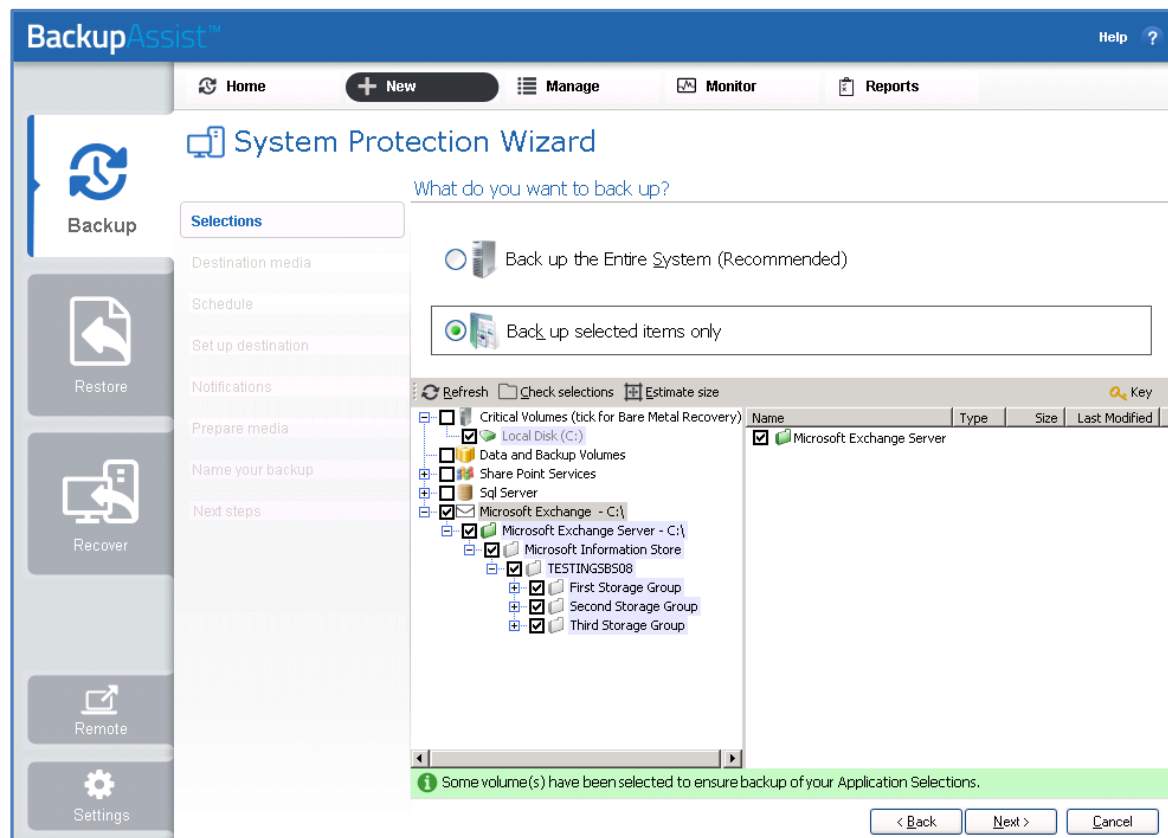 BackupAssist™
Help ?
Home New Manage Monitor Reports
System Protection Wizard
What do you want to back up?
Backup
Restore
Recover
Remote
Settings
Selections
Destination media
Schedule
Set up destination
Notifications
Prepare media
Name your backup
Next steps
Back up the Entire System (Recommended)
Back up selected items only
Refresh Check selections Estimate size Key
Critical Volumes (tick for Bare Metal Recovery)
Local Disk (C:)
Data and Backup Volumes
Share Point Services
Sql Server
Microsoft Exchange - C:\
Microsoft Exchange Server - C:\
Microsoft Information Store
TESTINGSBS08
First Storage Group
Second Storage Group
Third Storage Group
Name Type Size Last Modified
Microsoft Exchange Server
Some volume(s) have been selected to ensure backup of your Application Selections.
< Back Next > Cancel